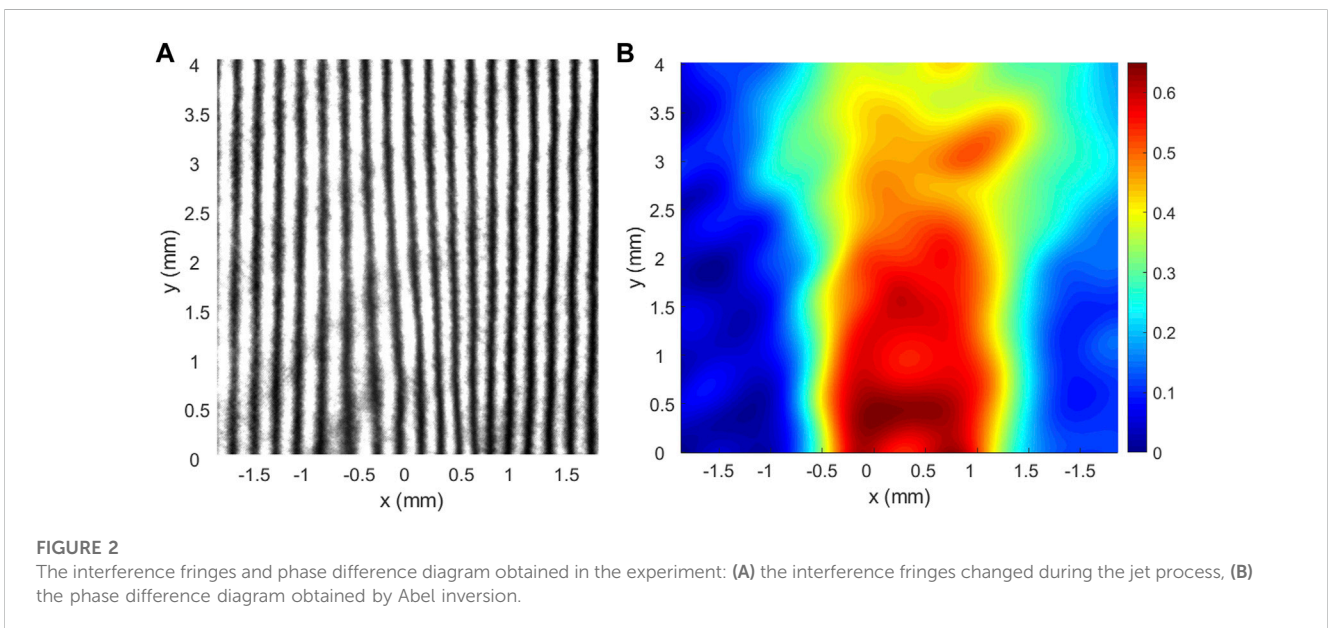 A
4
3.5
3
2.5
2
1.5
1
0.5
0
y (mm)
-1.5 -1 -0.5 0 0.5 1 1.5
x (mm)
B
4
3.5
3
2.5
2
1.5
1
0.5
0
y (mm)
-1.5 -1 -0.5 0 0.5 1 1.5 -1.5
x (mm)
0.6
0.5
0.4
0.3
0.2
0.1
0
FIGURE 2
The interference fringes and phase difference diagram obtained in the experiment: (A) the interference fringes changed during the jet process, (B)
the phase difference diagram obtained by Abel inversion.